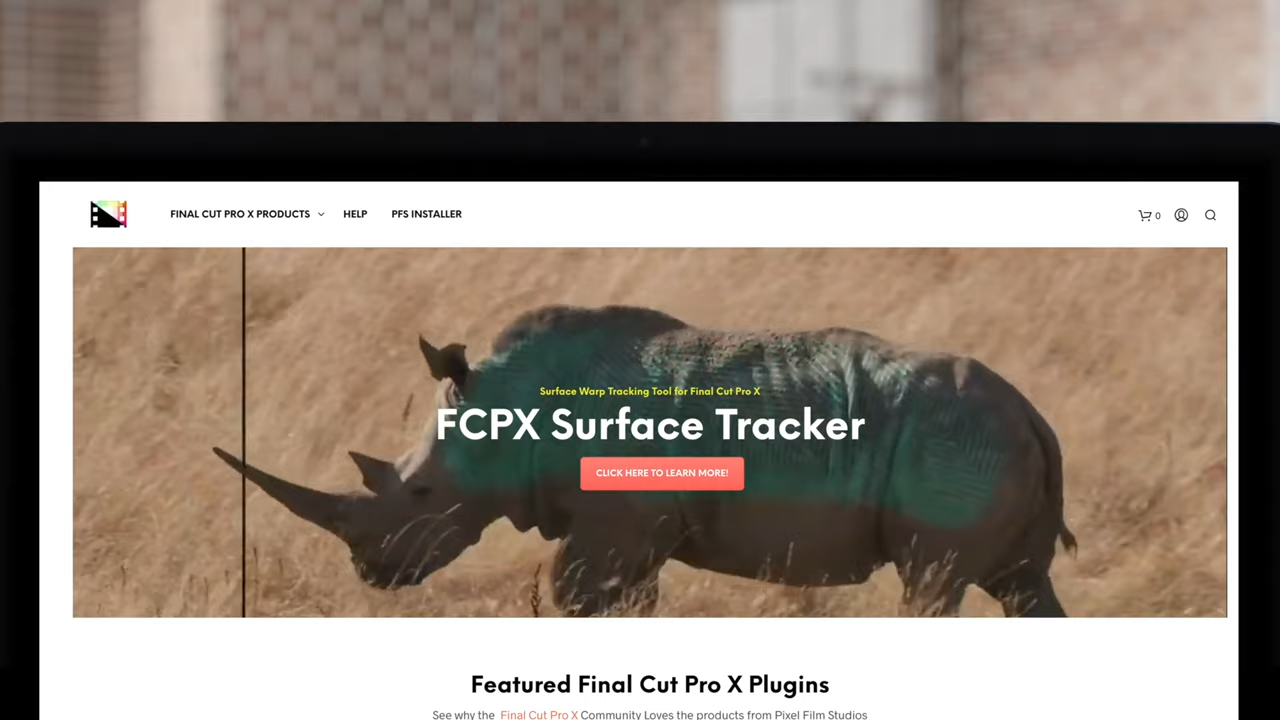 FINAL CUT PRO X PRODUCTS HELP PFS INSTALLER 0
Surface Warp Tracking Tool for Final Cut Pro X
FCPX Surface Tracker
CLICK HERE TO LEARN MORE!
Featured Final Cut Pro X Plugins
See why the Final Cut Pro X Community Loves the products from Pixel Film Studios